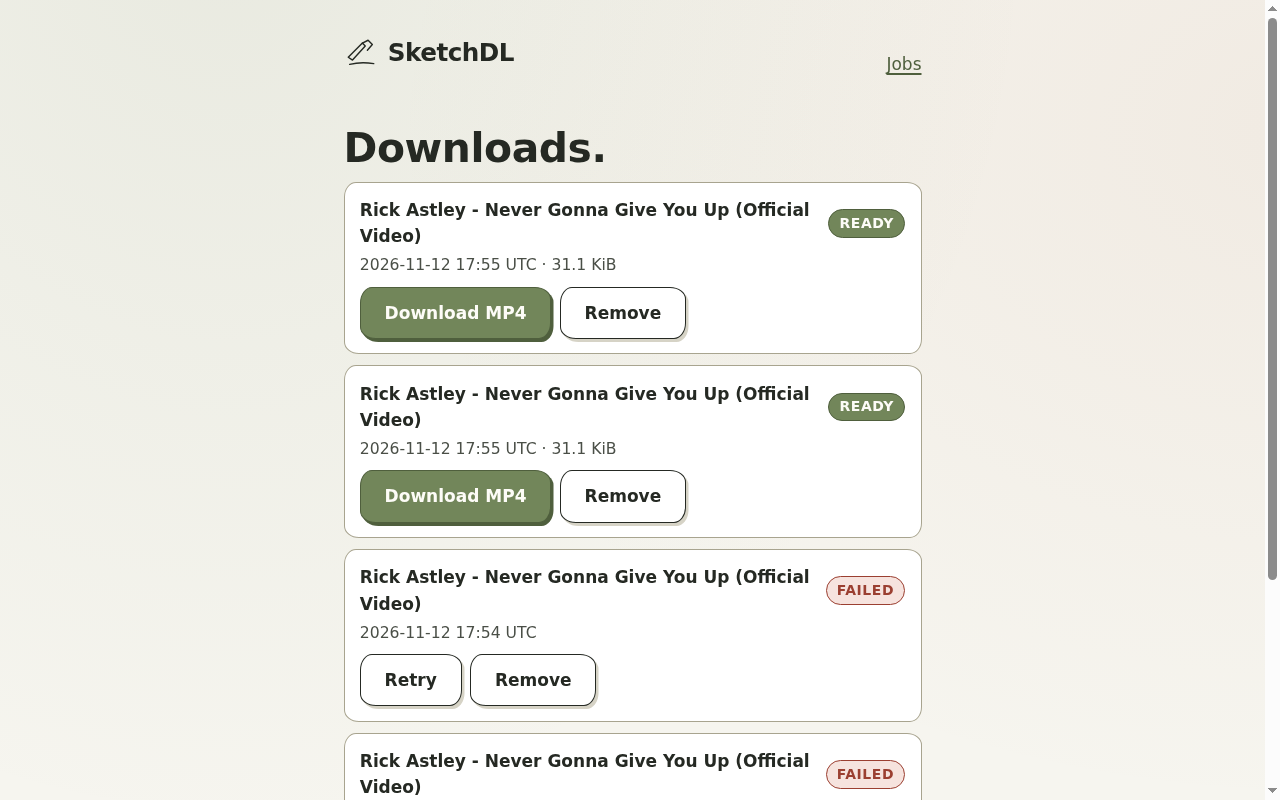 SketchDL
Jobs
Downloads.
Rick Astley - Never Gonna Give You Up (Official
Video)
READY
2026-11-12 17:55 UTC · 31.1 KiB
Download MP4
Remove
Rick Astley - Never Gonna Give You Up (Official
Video)
READY
2026-11-12 17:55 UTC · 31.1 KiB
Download MP4
Remove
Rick Astley - Never Gonna Give You Up (Official
Video)
FAILED
2026-11-12 17:54 UTC
Retry
Remove
Rick Astley - Never Gonna Give You Up (Official
Video)
FAILED